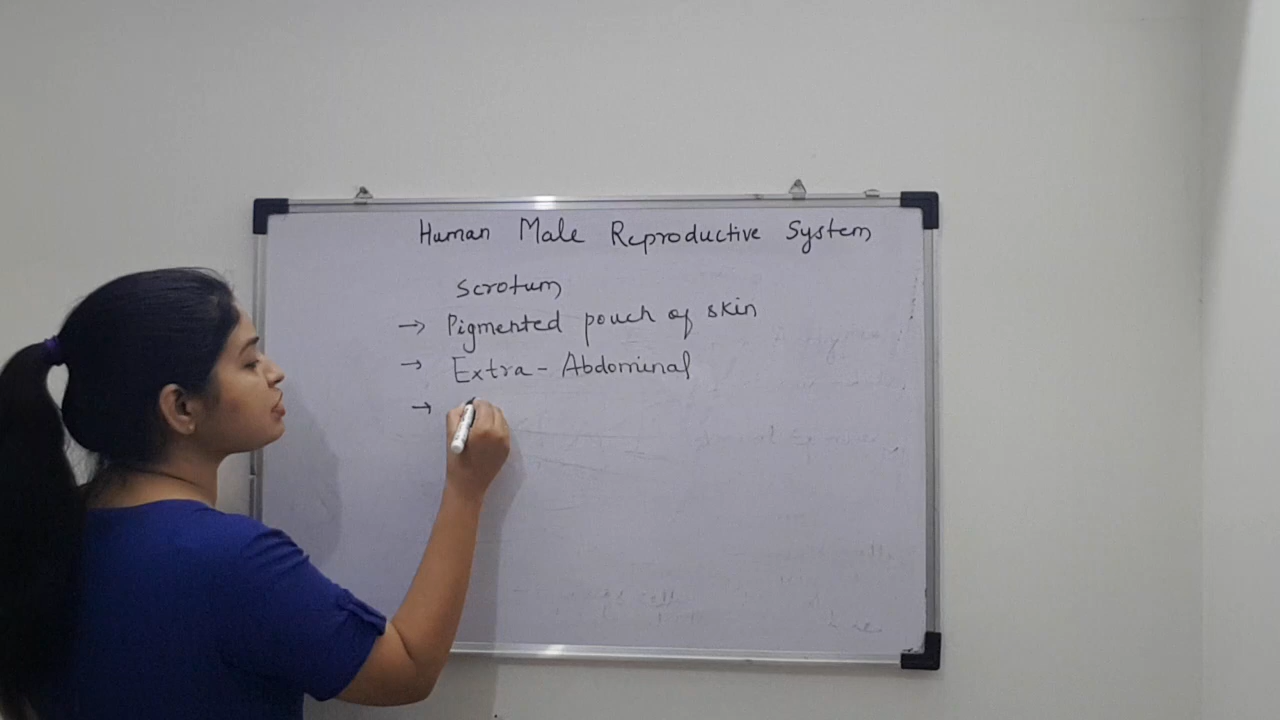 Human Male Reproductive System
Scrotum
→ Pigmented pouch of skin
→ Extra - Abdominal
→